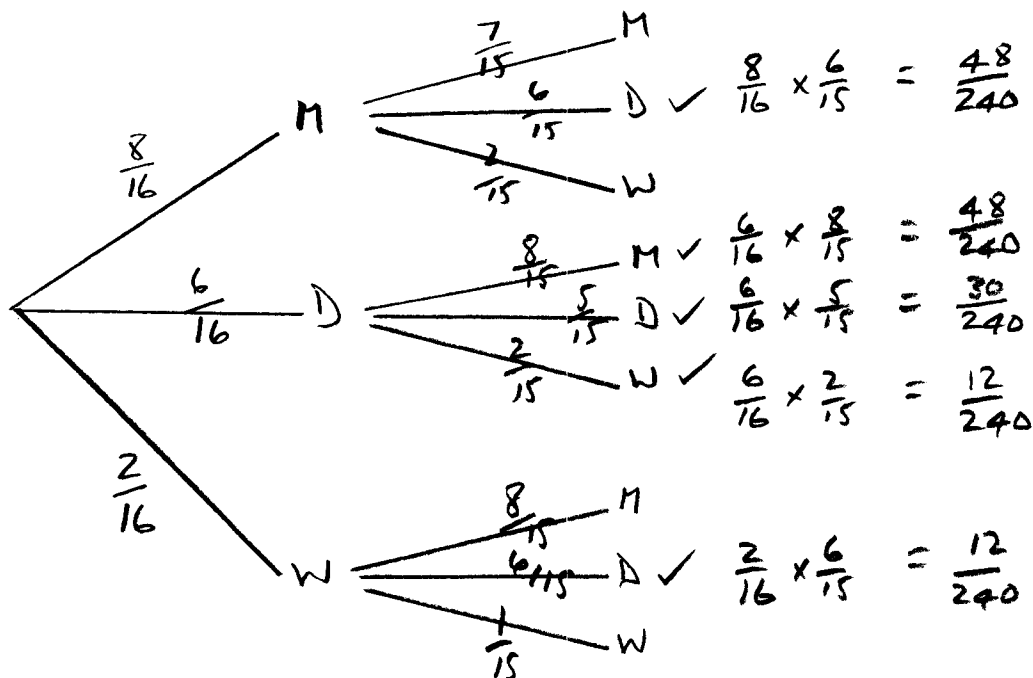 7/15 M
8/16 M 6/15 D ✓ 8/16 × 6/15 = 48/240
2/15 W
8/15 M ✓ 6/16 × 8/15 = 48/240
6/16 D 5/15 D ✓ 6/16 × 5/15 = 30/240
2/15 W ✓ 6/16 × 2/15 = 12/240
8/15 M
2/16 W 6/15 D ✓ 2/16 × 6/15 = 12/240
1/15 W